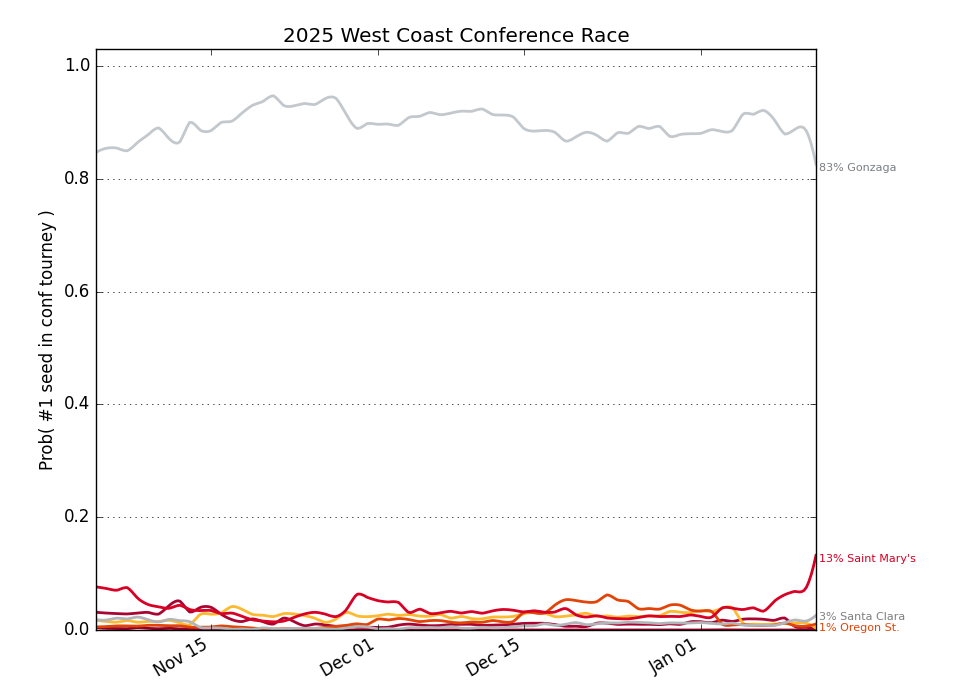 2025 West Coast Conference Race
Prob( #1 seed in conf tourney )
1.0
0.8
0.6
0.4
0.2
0.0
Nov 15
Dec 01
Dec 15
Jan 01
83% Gonzaga
13% Saint Mary's
3% Santa Clara
1% Oregon St.